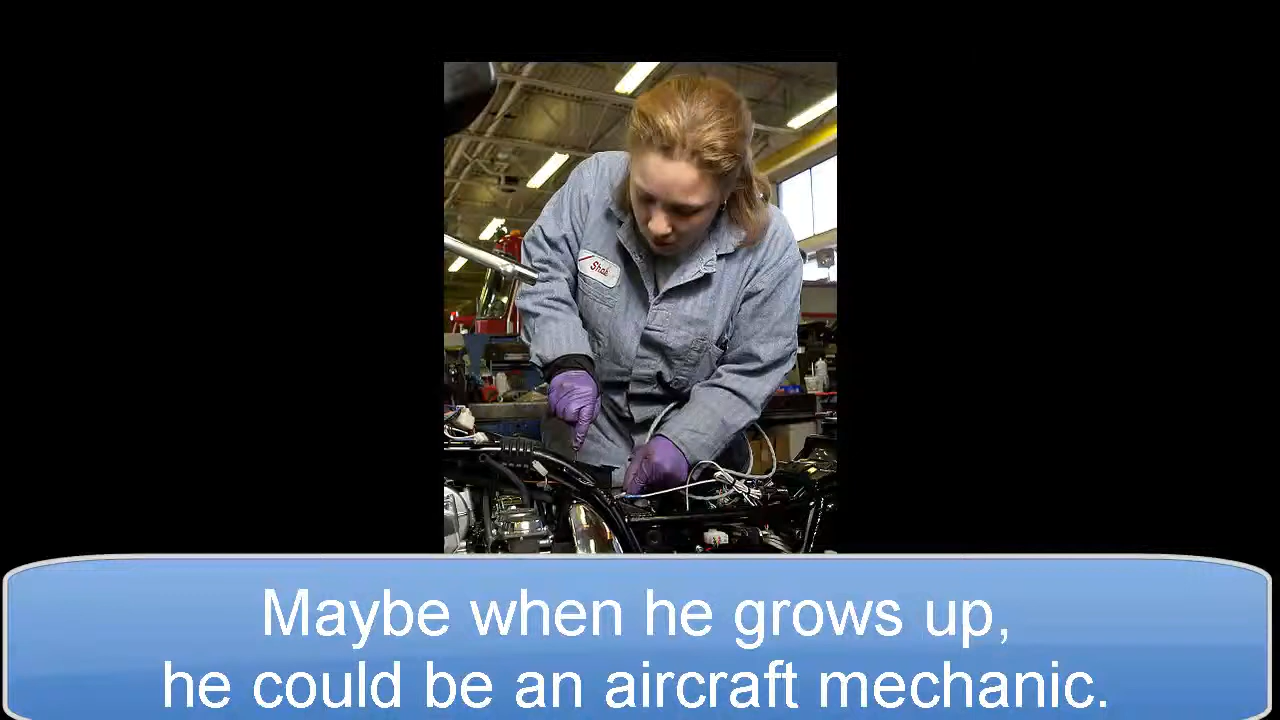 Maybe when he grows up,
he could be an aircraft mechanic.